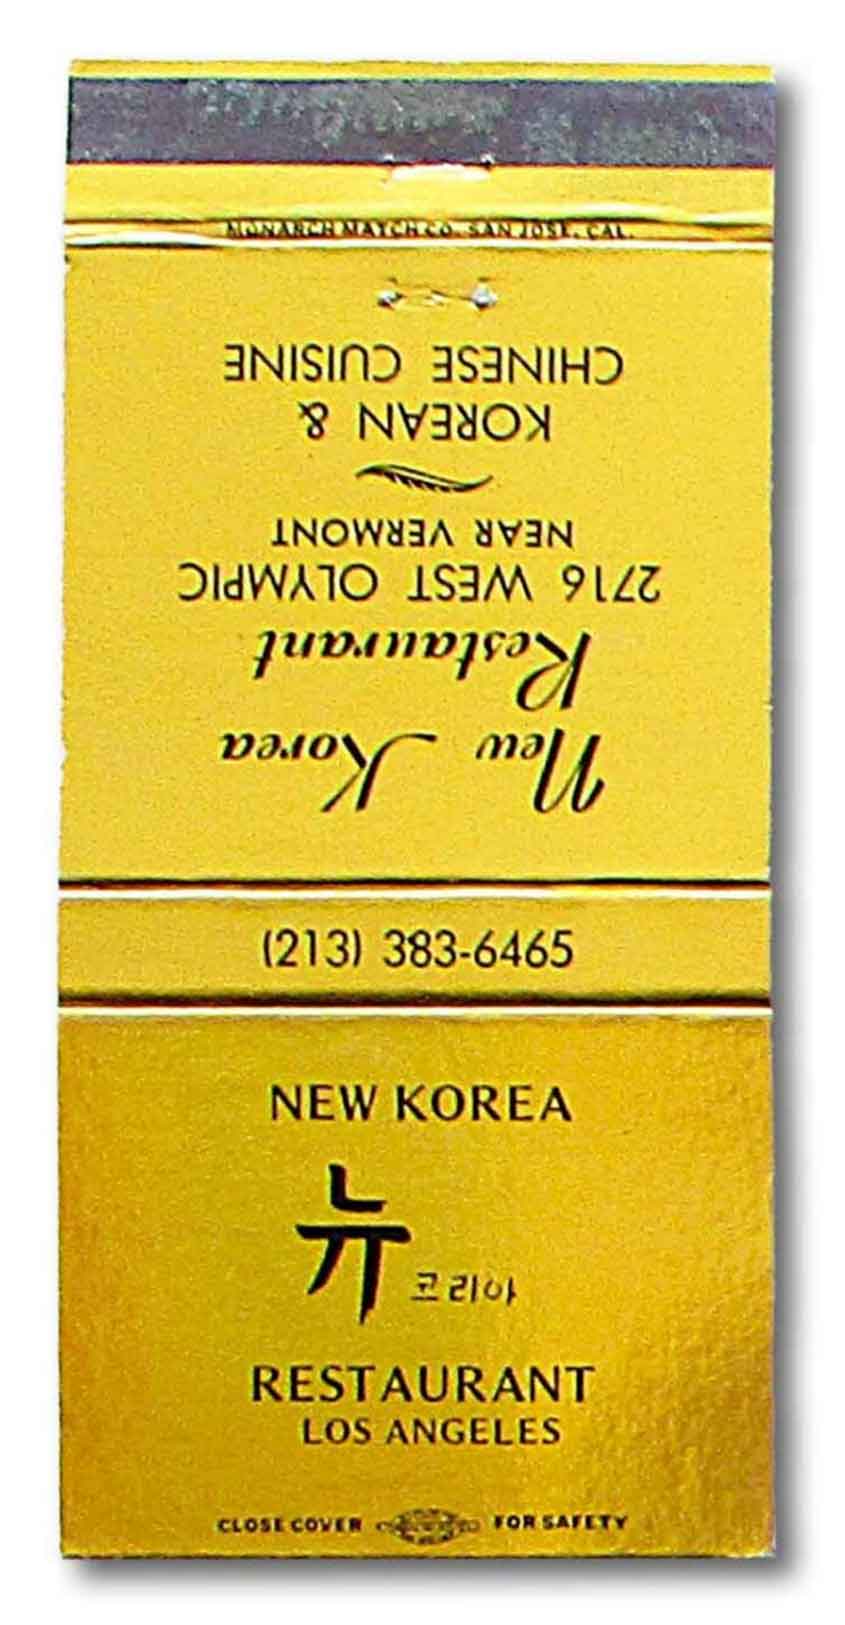 MONARCH MATCH CO. SAN JOSE, CAL.
New Korea
Restaurant
2716 WEST OLYMPIC
NEAR VERMONT
KOREAN &
CHINESE CUISINE
(213) 383-6465
NEW KOREA
뉴 코리아
RESTAURANT
LOS ANGELES
CLOSE COVER FOR SAFETY